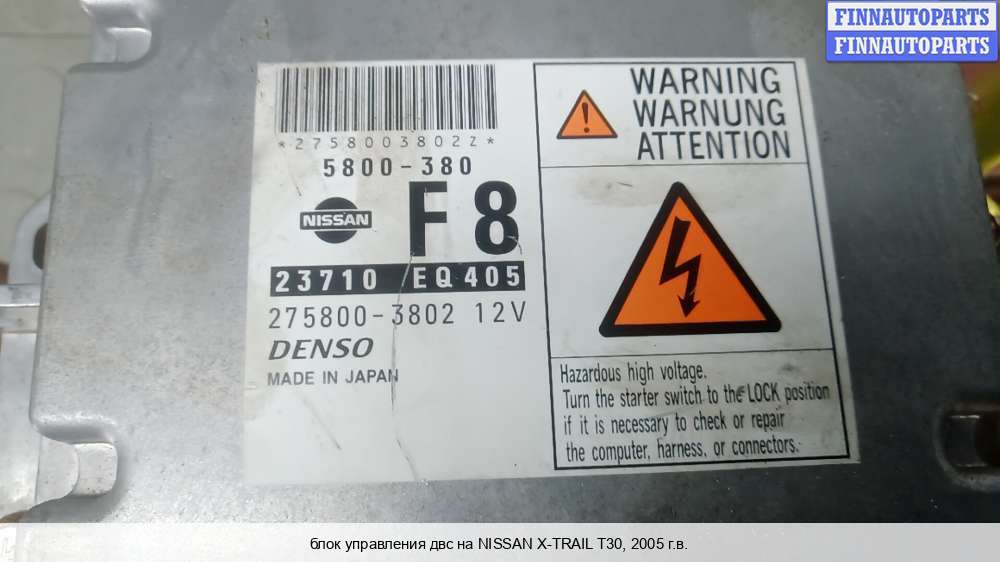 FINNAUTOPARTS
FINNAUTOPARTS
*2758003802Z*
5800-380
NISSAN
F8
23710 EQ405
275800-3802 12V
DENSO
MADE IN JAPAN
WARNING
WARNUNG
ATTENTION
Hazardous high voltage.
Turn the starter switch to the LOCK position
if it is necessary to check or repair
the computer, harness, or connectors.
блок управления двс на NISSAN X-TRAIL T30, 2005 г.в.